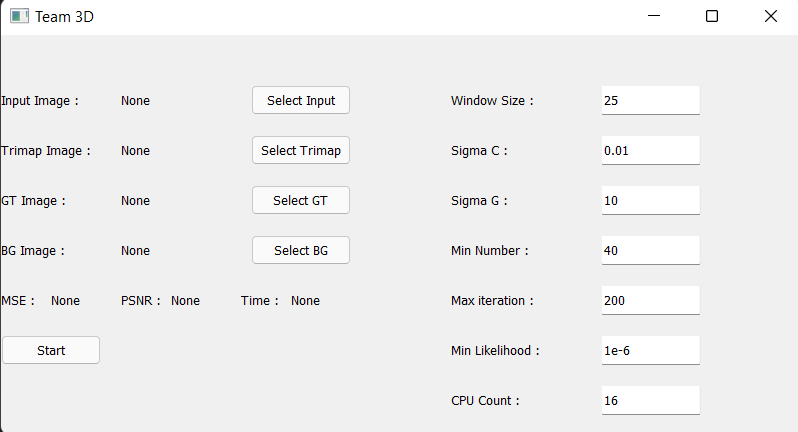 Team 3D
Input Image : None Select Input Window Size : 25
Trimap Image : None Select Trimap Sigma C : 0.01
GT Image : None Select GT Sigma G : 10
BG Image : None Select BG Min Number : 40
MSE : None PSNR : None Time : None Max iteration : 200
Start Min Likelihood : 1e-6
CPU Count : 16